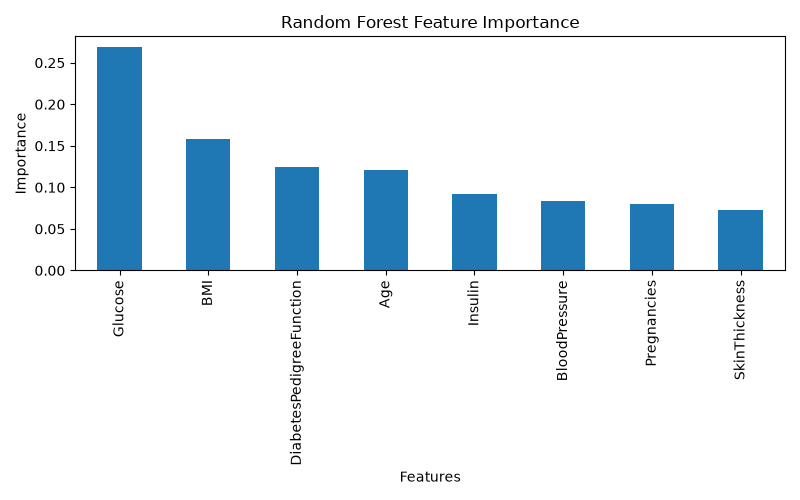 Random Forest Feature Importance
Importance
0.25
0.20
0.15
0.10
0.05
0.00
Glucose
BMI
DiabetesPedigreeFunction
Age
Insulin
BloodPressure
Pregnancies
SkinThickness
Features